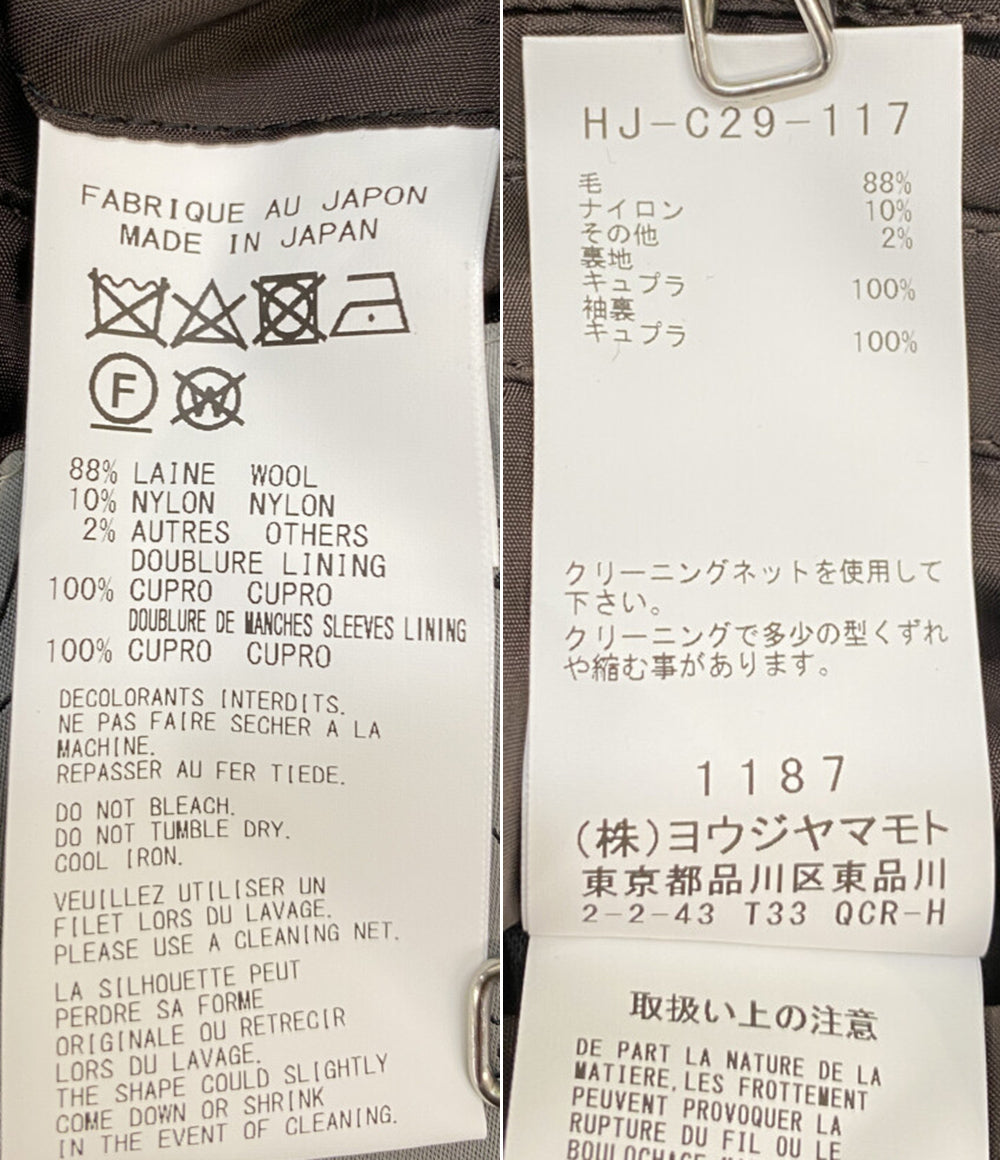 FABRIQUE AU JAPON
MADE IN JAPAN
F W
88% LAINE WOOL
10% NYLON NYLON
2% AUTRES OTHERS
DOUBLURE LINING
100% CUPRO CUPRO
DOUBLURE DE MANCHES SLEEVES LINING
100% CUPRO CUPRO
DECOLORANTS INTERDITS.
NE PAS FAIRE SECHER A LA
MACHINE.
REPASSER AU FER TIEDE.
DO NOT BLEACH.
DO NOT TUMBLE DRY.
COOL IRON.
VEUILLEZ UTILISER UN
FILET LORS DU LAVAGE.
PLEASE USE A CLEANING NET.
LA SILHOUETTE PEUT
PERDRE SA FORME
ORIGINALE OU RETRECIR
LORS DU LAVAGE.
THE SHAPE COULD SLIGHTLY
COME DOWN OR SHRINK
IN THE EVENT OF CLEANING.
HJ-C29-117
毛 88%
ナイロン 10%
その他 2%
裏地
キュプラ 100%
袖裏
キュプラ 100%
クリーニングネットを使用して
下さい。
クリーニングで多少の型くずれ
や縮む事があります。
1187
(株)ヨウジヤマモト
東京都品川区東品川
2-2-43 T33 QCR-H
取扱い上の注意
DE PART LA NATURE DE LA
MATIERE,LES FROTTEMENT
PEUVENT PROVOQUER LA
RUPTURE DU FIL OU LE
BOULOCHAGE